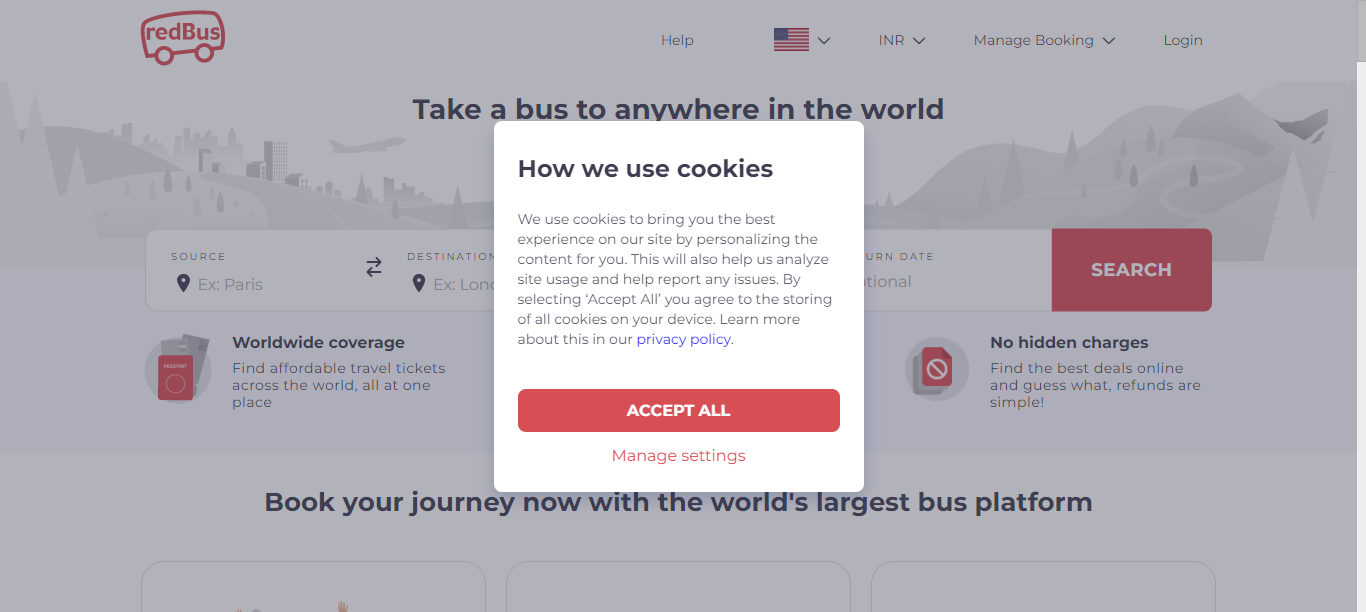 redBus
Help
INR
Manage Booking
Login
Take a bus to anywhere in the world
How we use cookies
We use cookies to bring you the best
experience on our site by personalizing the
content for you. This will also help us analyze
site usage and help report any issues. By
selecting ‘Accept All’ you agree to the storing
of all cookies on your device. Learn more
about this in our privacy policy.
ACCEPT ALL
Manage settings
SOURCE
Ex: Paris
DESTINATION
Ex: Lon
URN DATE
tional
SEARCH
PASSPORT
Worldwide coverage
Find affordable travel tickets
across the world, all at one
place
No hidden charges
Find the best deals online
and guess what, refunds are
simple!
Book your journey now with the world's largest bus platform